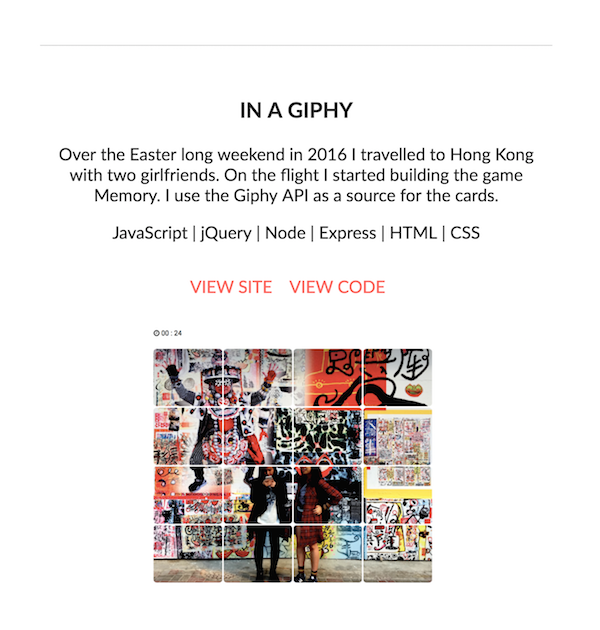 IN A GIPHY
Over the Easter long weekend in 2016 I travelled to Hong Kong
with two girlfriends. On the flight I started building the game
Memory. I use the Giphy API as a source for the cards.
JavaScript | jQuery | Node | Express | HTML | CSS
VIEW SITE VIEW CODE
00 : 24